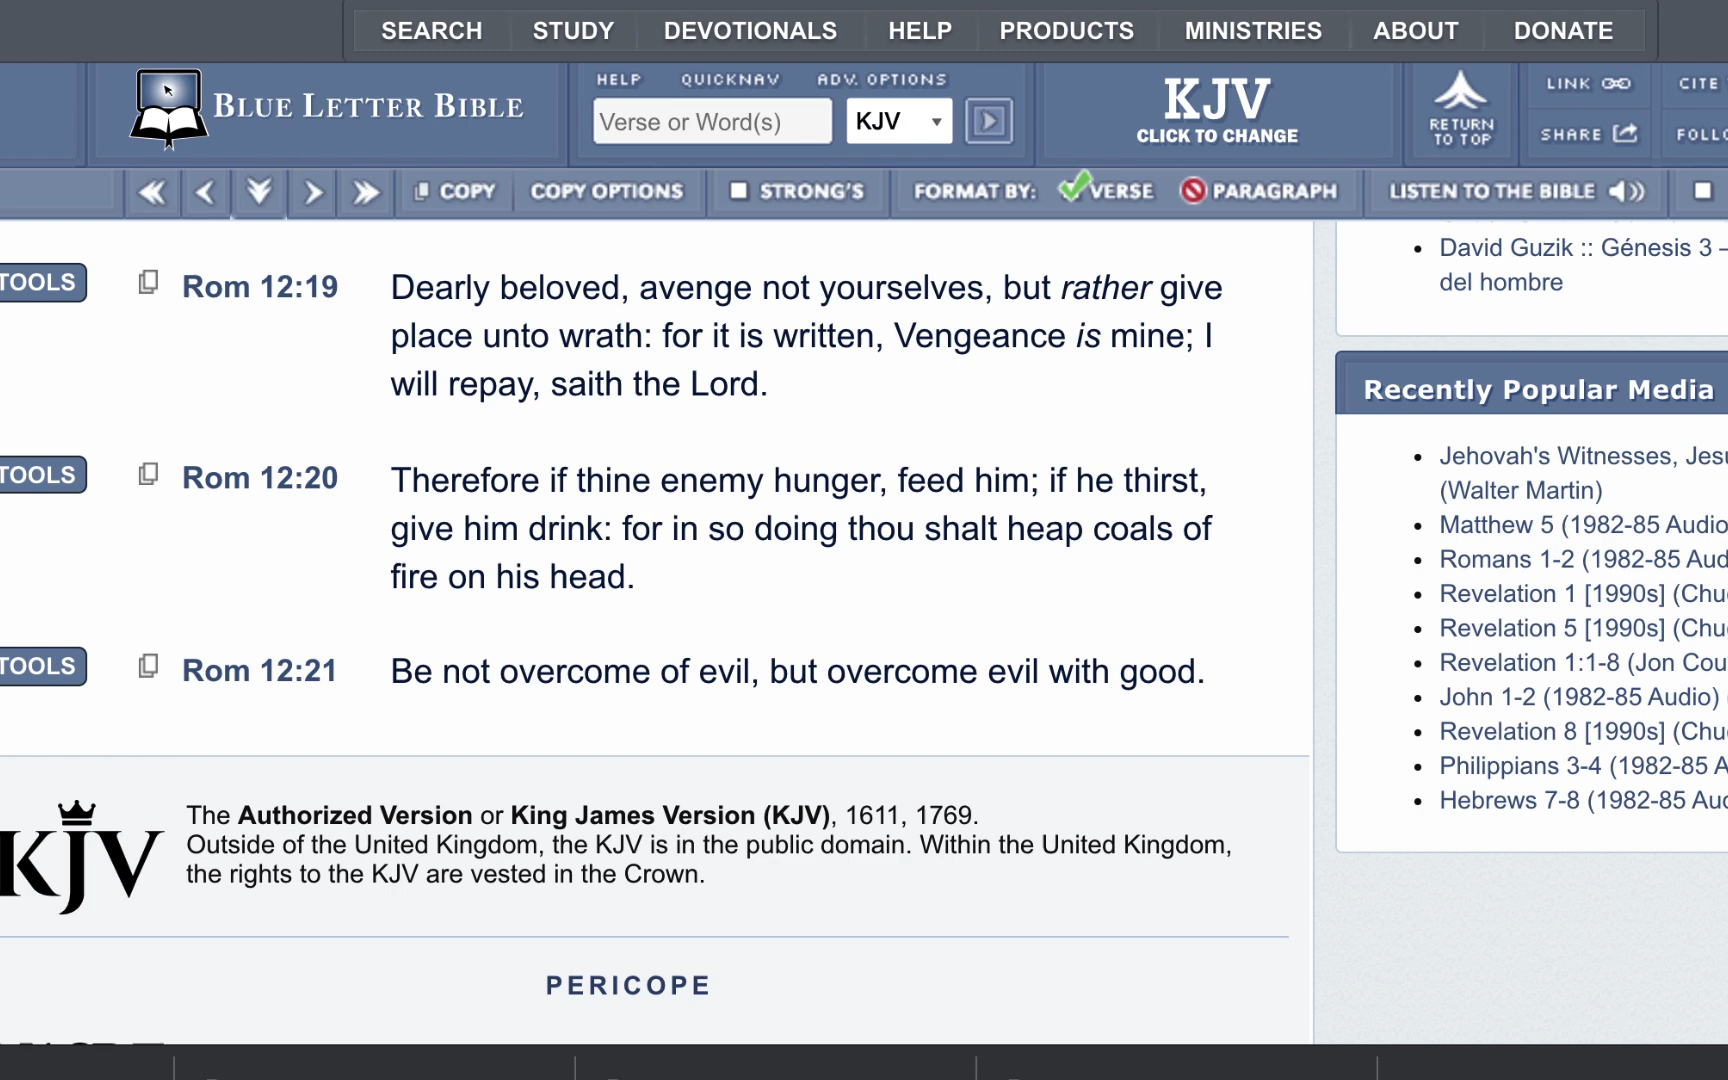 SEARCH STUDY DEVOTIONALS HELP PRODUCTS MINISTRIES ABOUT DONATE
HELP QUICKNAV ADV. OPTIONS
BLUE LETTER BIBLE
Verse or Word(s) KJV
KJV
CLICK TO CHANGE
RETURN
TO TOP
LINK CITE
SHARE
COPY COPY OPTIONS STRONG'S FORMAT BY: VERSE PARAGRAPH LISTEN TO THE BIBLE
TOOLS Rom 12:19 Dearly beloved, avenge not yourselves, but rather give
place unto wrath: for it is written, Vengeance is mine; I
will repay, saith the Lord.
TOOLS Rom 12:20 Therefore if thine enemy hunger, feed him; if he thirst,
give him drink: for in so doing thou shalt heap coals of
fire on his head.
TOOLS Rom 12:21 Be not overcome of evil, but overcome evil with good.
KJV
The Authorized Version or King James Version (KJV), 1611, 1769.
Outside of the United Kingdom, the KJV is in the public domain. Within the United Kingdom,
the rights to the KJV are vested in the Crown.
PERICOPE
David Guzik :: Génesis 3 –
del hombre
Recently Popular Media
Jehovah's Witnesses,
(Walter Martin)
Matthew 5 (1982-85 Audio
Romans 1-2 (1982-85
Revelation 1 [1990s]
Revelation 5 [1990s]
Revelation 1:1-8 (Jon
John 1-2 (1982-85 Audio)
Revelation 8 [1990s]
Philippians 3-4 (1982-85
Hebrews 7-8 (1982-85